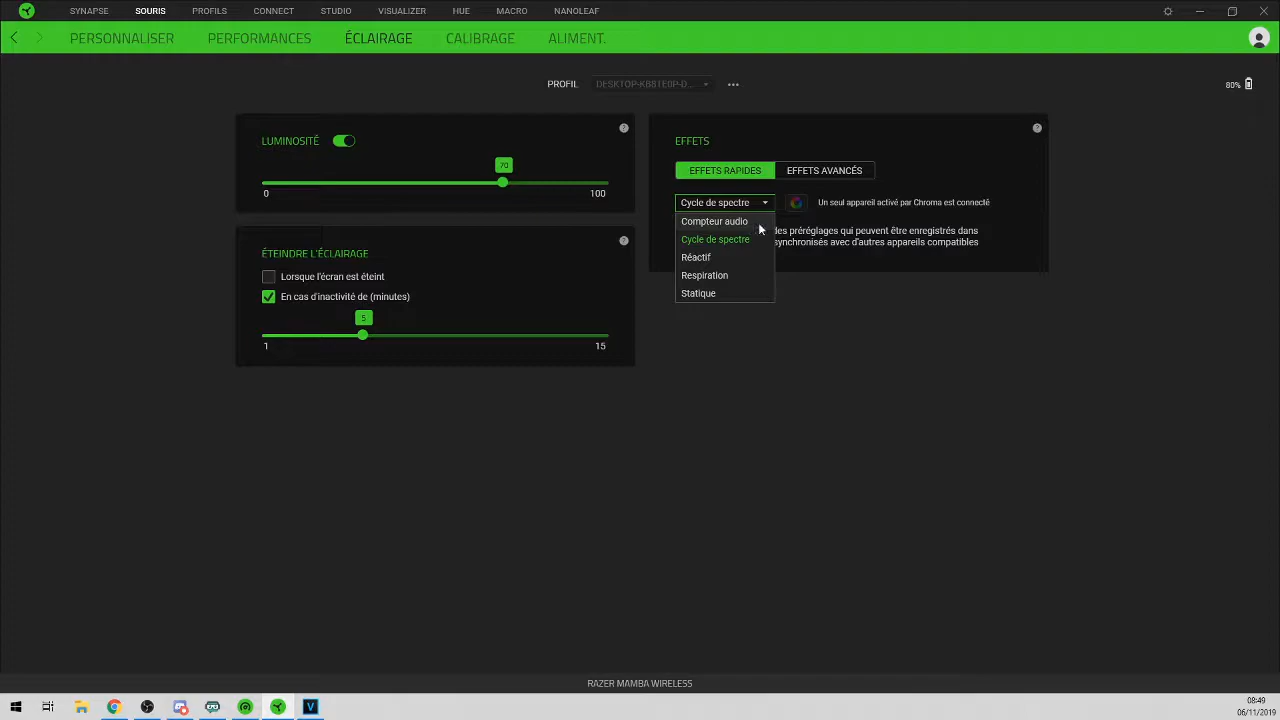 SYNAPSE SOURIS PROFILS CONNECT STUDIO VISUALIZER HUE MACRO NANOLEAF
PERSONNALISER PERFORMANCES ÉCLAIRAGE CALIBRAGE ALIMENT.
PROFIL DESKTOP-KB8TE0P-D...
80%
LUMINOSITÉ
70
0 100
ÉTEINDRE L'ÉCLAIRAGE
Lorsque l'écran est éteint
En cas d'inactivité de (minutes)
5
1 15
EFFETS
EFFETS RAPIDES EFFETS AVANCÉS
Cycle de spectre Un seul appareil activé par Chroma est connecté
Compteur audio
Cycle de spectre
Réactif
Respiration
Statique
des préréglages qui peuvent être enregistrés dans
synchronisés avec d'autres appareils compatibles
RAZER MAMBA WIRELESS
08:49
06/11/2019